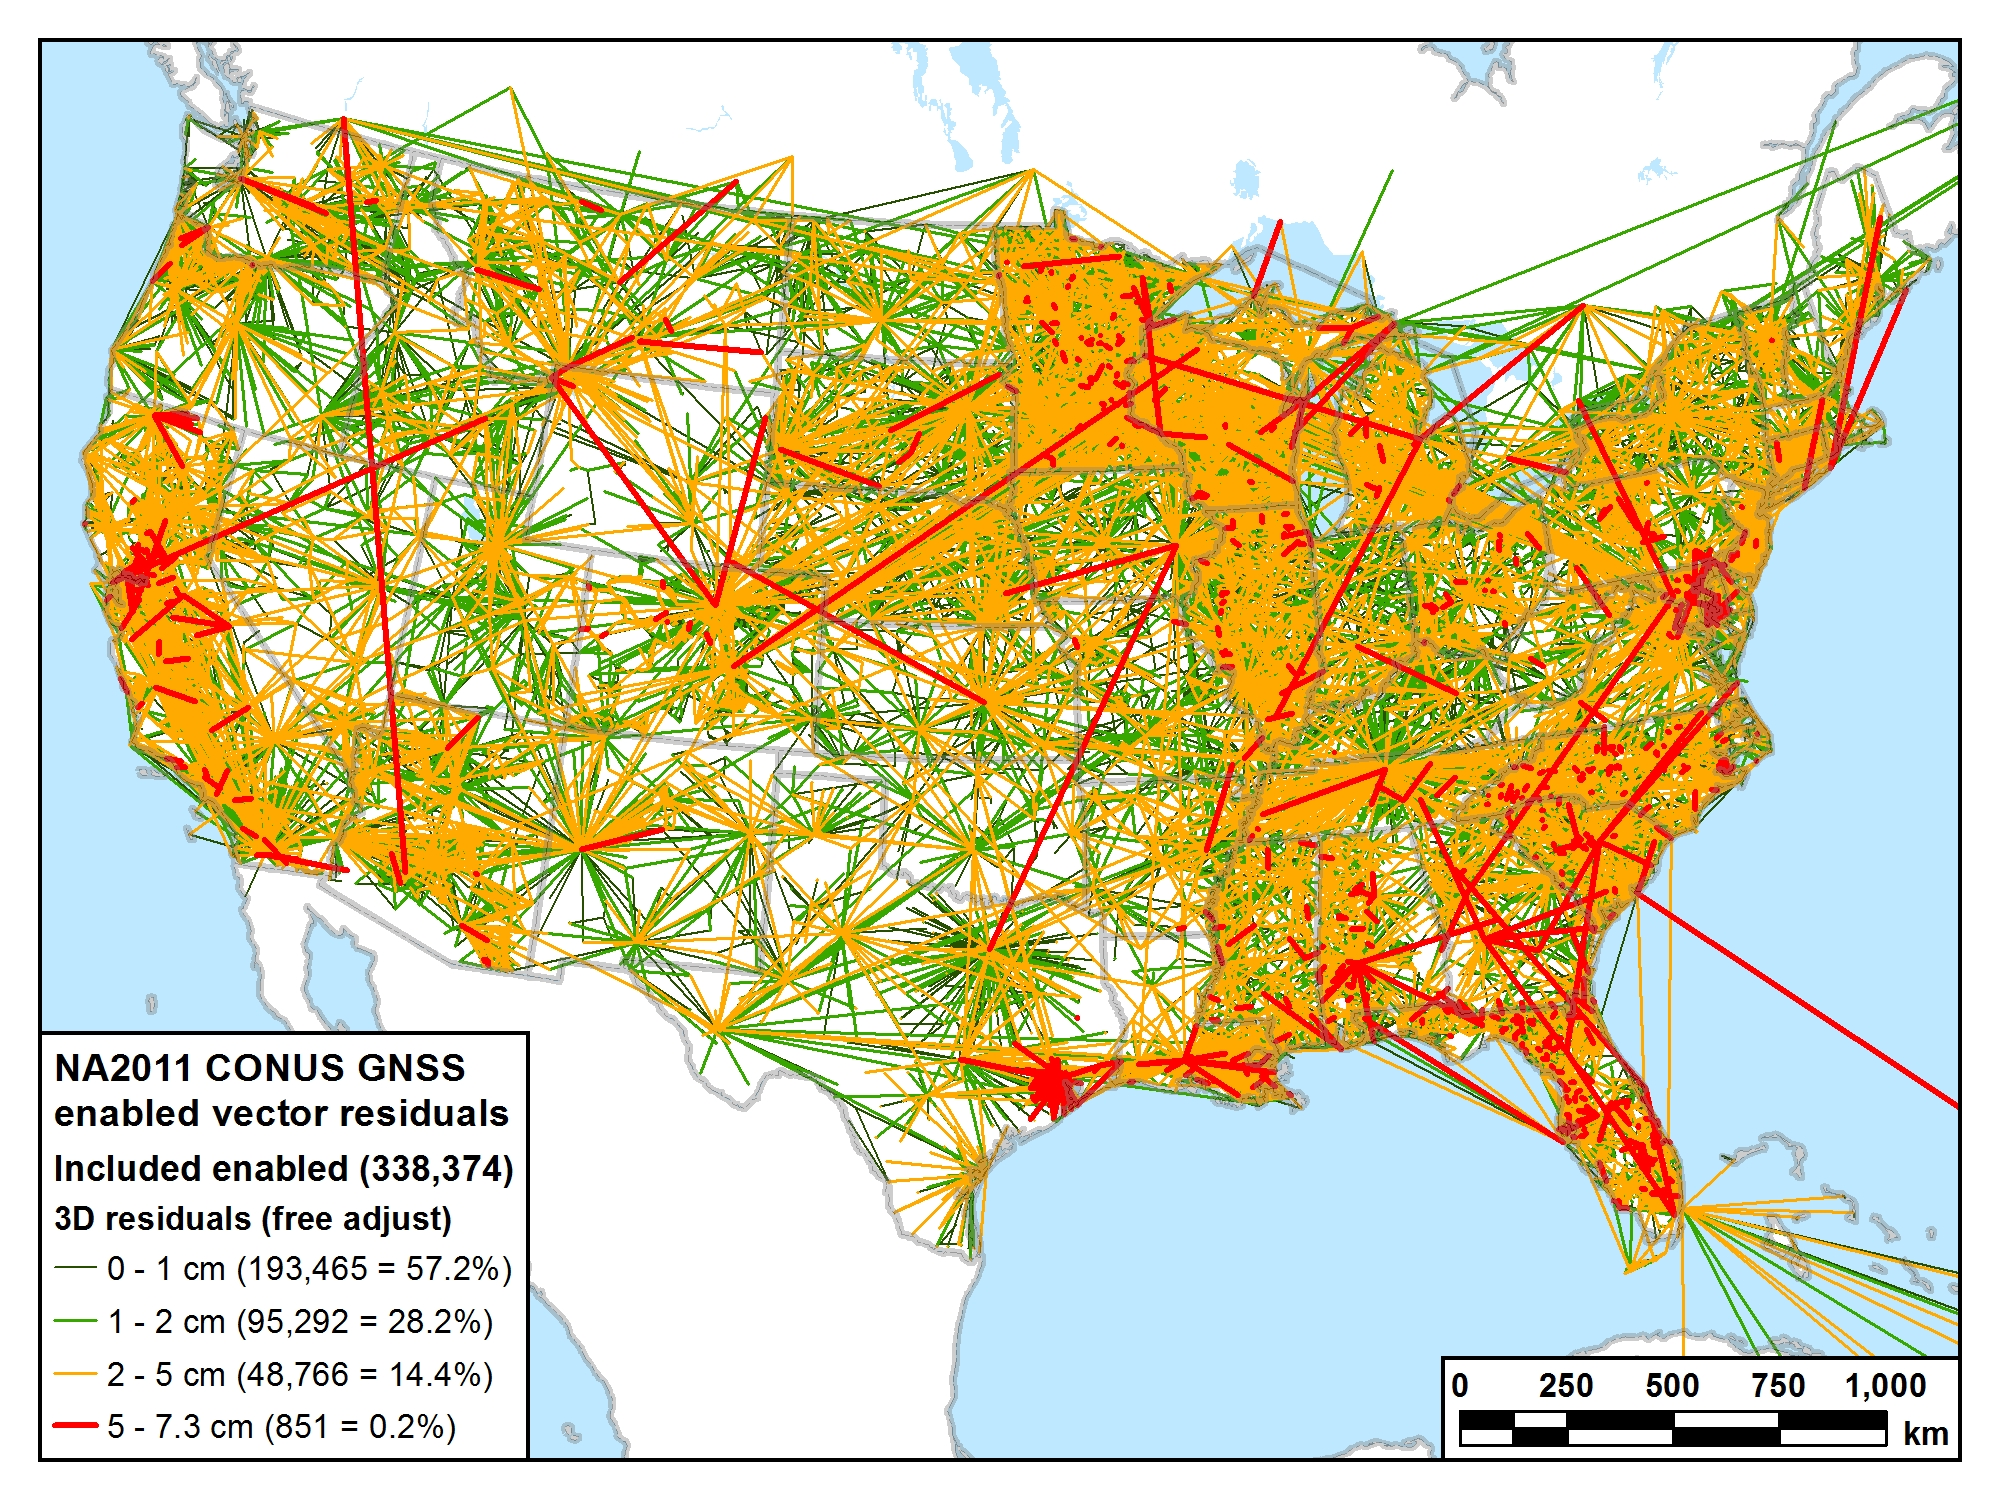 NA2011 CONUS GNSS
enabled vector residuals
Included enabled (338,374)
3D residuals (free adjust)
0 - 1 cm (193,465 = 57.2%)
1 - 2 cm (95,292 = 28.2%)
2 - 5 cm (48,766 = 14.4%)
5 - 7.3 cm (851 = 0.2%)
0 250 500 750 1,000
km